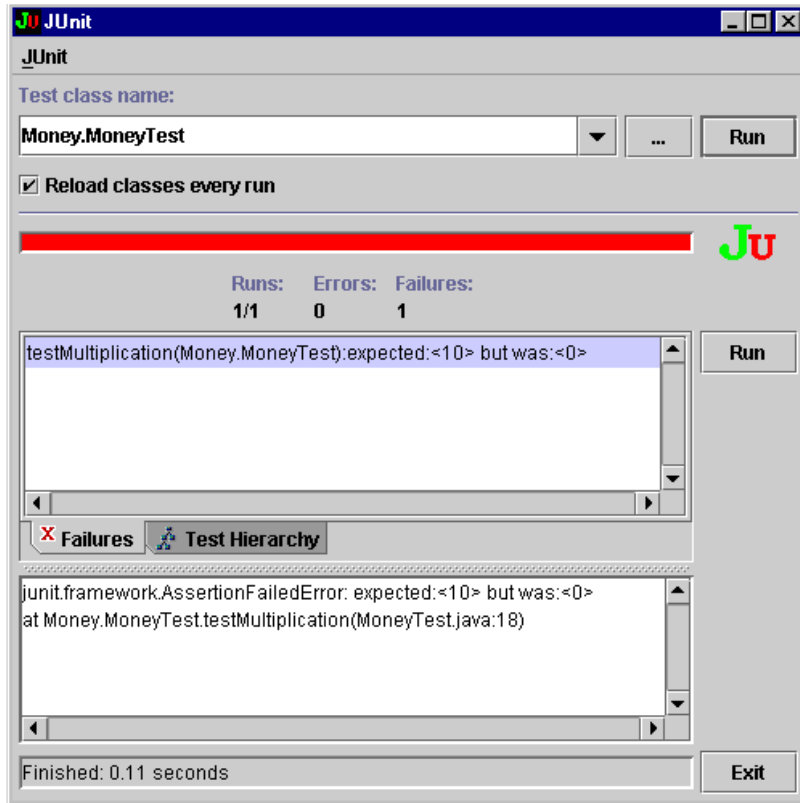 JU JUnit
JUnit
Test class name:
Money.MoneyTest
... Run
Reload classes every run
JU
Runs: Errors: Failures:
1/1 0 1
testMultiplication(Money.MoneyTest):expected:<10> but was:<0>
Run
X Failures Test Hierarchy
junit.framework.AssertionFailedError: expected:<10> but was:<0>
at Money.MoneyTest.testMultiplication(MoneyTest.java:18)
Finished: 0.11 seconds
Exit